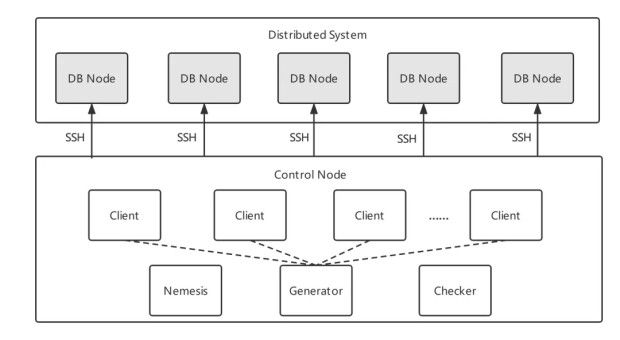 Distributed System
DB Node DB Node DB Node DB Node DB Node
SSH SSH SSH SSH SSH
Control Node
Client Client Client ...... Client
Nemesis Generator Checker